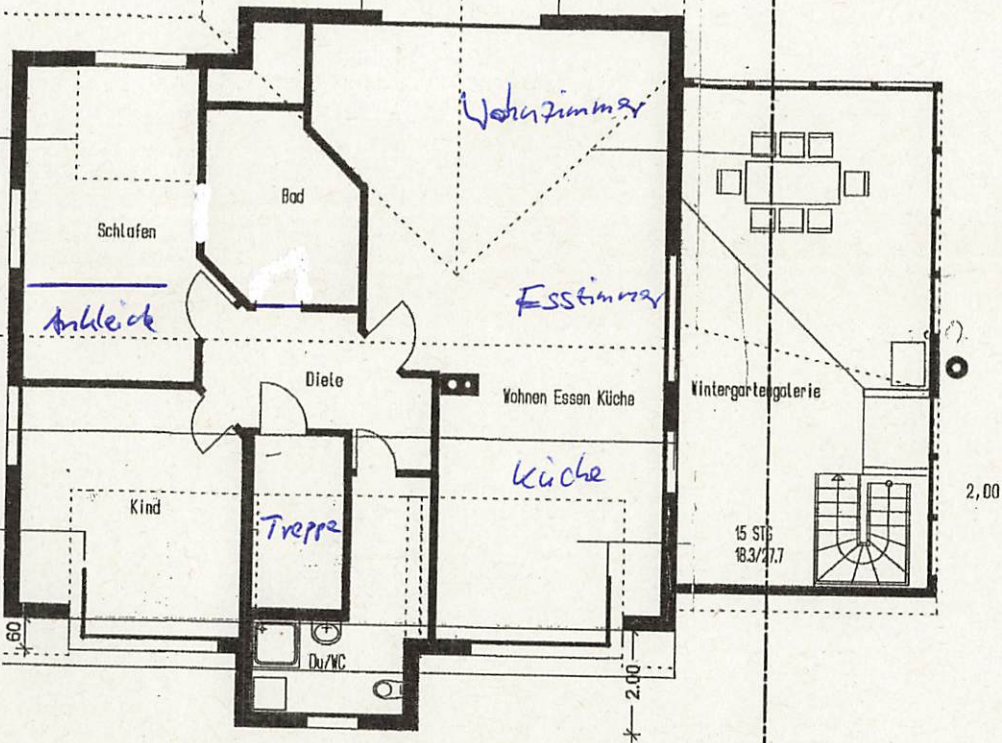 Wohnzimmer
Bad
Schlafen
Esszimmer
Ankleide
Diele
Wohnen Essen Küche
Wintergartengalerie
Küche
2,00
Kind
Treppe
15 STG
18.3/27.7
60
Du/WC
2.00